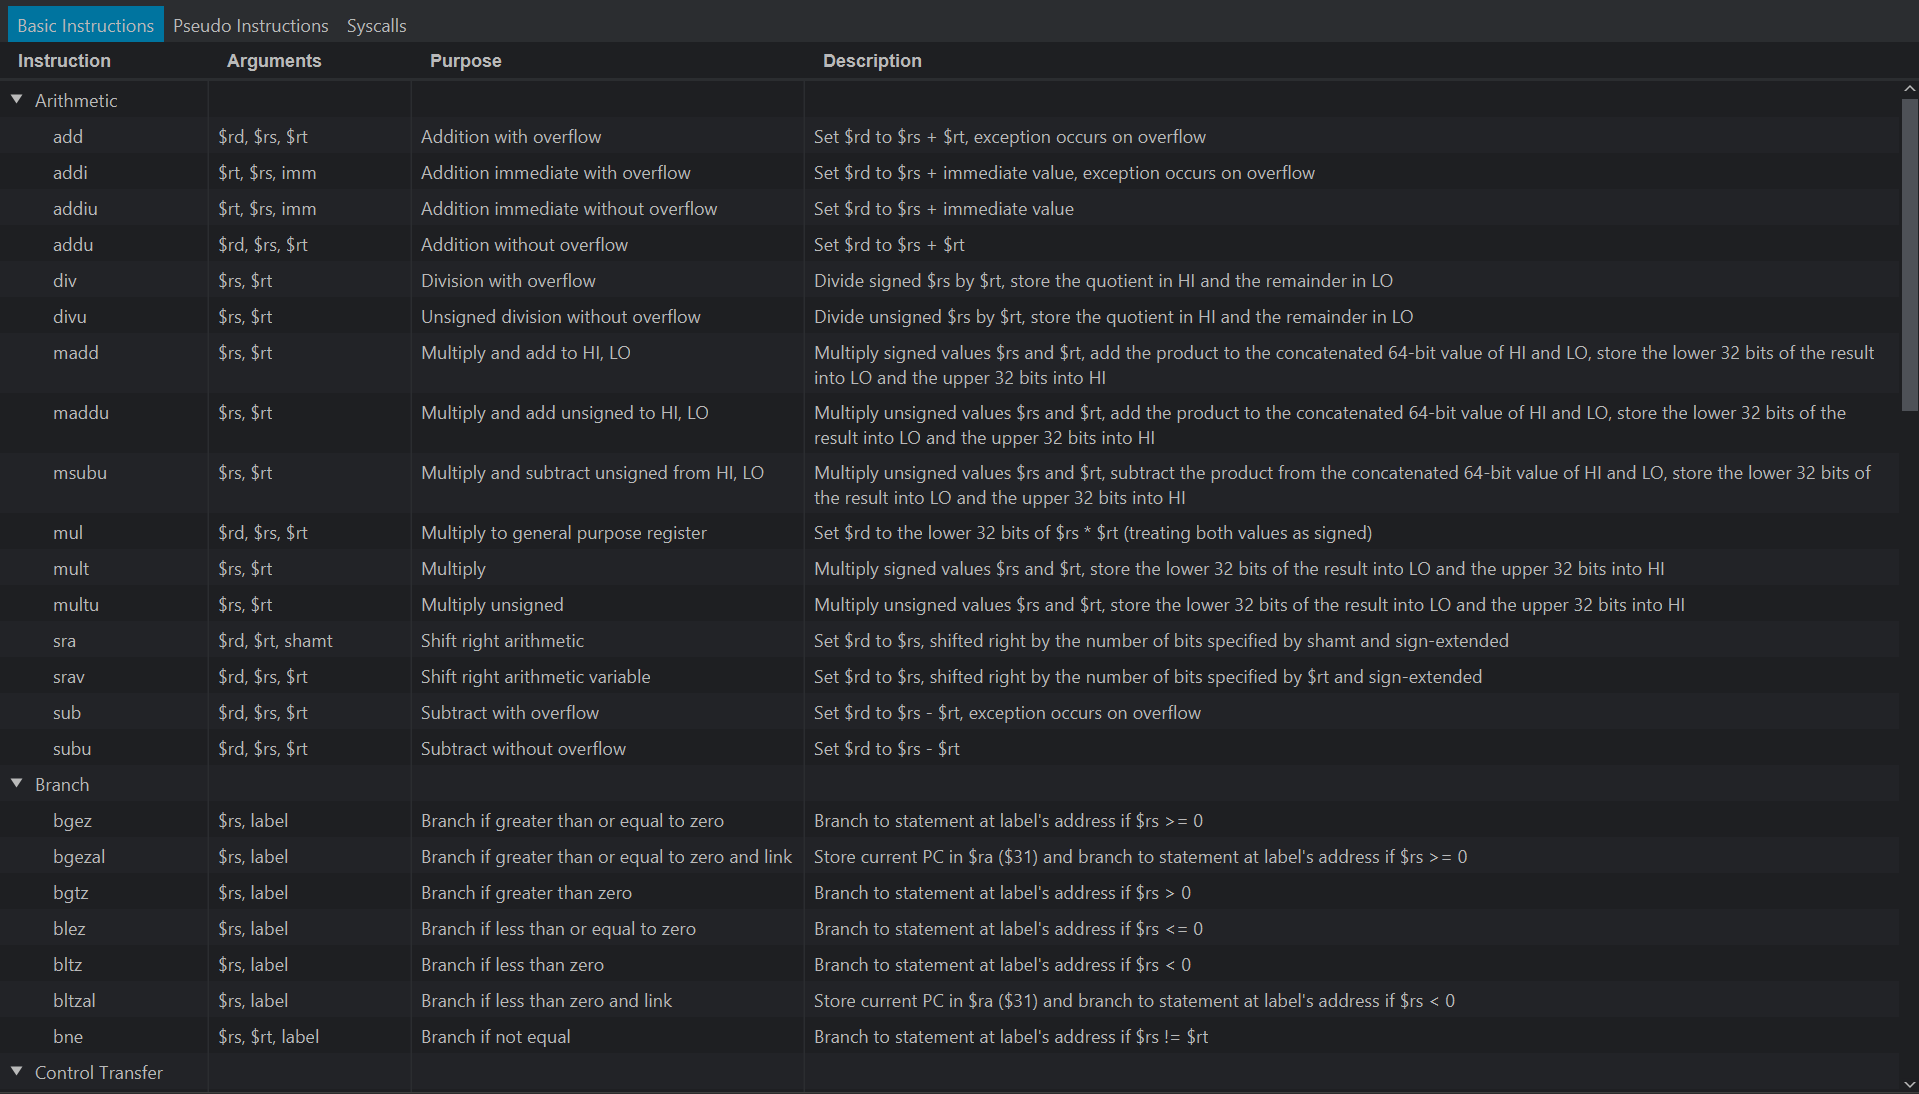 Basic Instructions Pseudo Instructions Syscalls
Instruction Arguments Purpose Description
Arithmetic
add $rd, $rs, $rt Addition with overflow Set $rd to $rs + $rt, exception occurs on overflow
addi $rt, $rs, imm Addition immediate with overflow Set $rd to $rs + immediate value, exception occurs on overflow
addiu $rt, $rs, imm Addition immediate without overflow Set $rd to $rs + immediate value
addu $rd, $rs, $rt Addition without overflow Set $rd to $rs + $rt
div $rs, $rt Division with overflow Divide signed $rs by $rt, store the quotient in HI and the remainder in LO
divu $rs, $rt Unsigned division without overflow Divide unsigned $rs by $rt, store the quotient in HI and the remainder in LO
madd $rs, $rt Multiply and add to HI, LO Multiply signed values $rs and $rt, add the product to the concatenated 64-bit value of HI and LO, store the lower 32 bits of the result
into LO and the upper 32 bits into HI
maddu $rs, $rt Multiply and add unsigned to HI, LO Multiply unsigned values $rs and $rt, add the product to the concatenated 64-bit value of HI and LO, store the lower 32 bits of the
result into LO and the upper 32 bits into HI
msubu $rs, $rt Multiply and subtract unsigned from HI, LO Multiply unsigned values $rs and $rt, subtract the product from the concatenated 64-bit value of HI and LO, store the lower 32 bits of
the result into LO and the upper 32 bits into HI
mul $rd, $rs, $rt Multiply to general purpose register Set $rd to the lower 32 bits of $rs * $rt (treating both values as signed)
mult $rs, $rt Multiply Multiply signed values $rs and $rt, store the lower 32 bits of the result into LO and the upper 32 bits into HI
multu $rs, $rt Multiply unsigned Multiply unsigned values $rs and $rt, store the lower 32 bits of the result into LO and the upper 32 bits into HI
sra $rd, $rt, shamt Shift right arithmetic Set $rd to $rs, shifted right by the number of bits specified by shamt and sign-extended
srav $rd, $rs, $rt Shift right arithmetic variable Set $rd to $rs, shifted right by the number of bits specified by $rt and sign-extended
sub $rd, $rs, $rt Subtract with overflow Set $rd to $rs - $rt, exception occurs on overflow
subu $rd, $rs, $rt Subtract without overflow Set $rd to $rs - $rt
Branch
bgez $rs, label Branch if greater than or equal to zero Branch to statement at label's address if $rs >= 0
bgezal $rs, label Branch if greater than or equal to zero and link Store current PC in $ra ($31) and branch to statement at label's address if $rs >= 0
bgtz $rs, label Branch if greater than zero Branch to statement at label's address if $rs > 0
blez $rs, label Branch if less than or equal to zero Branch to statement at label's address if $rs <= 0
bltz $rs, label Branch if less than zero Branch to statement at label's address if $rs < 0
bltzal $rs, label Branch if less than zero and link Store current PC in $ra ($31) and branch to statement at label's address if $rs < 0
bne $rs, $rt, label Branch if not equal Branch to statement at label's address if $rs != $rt
Control Transfer